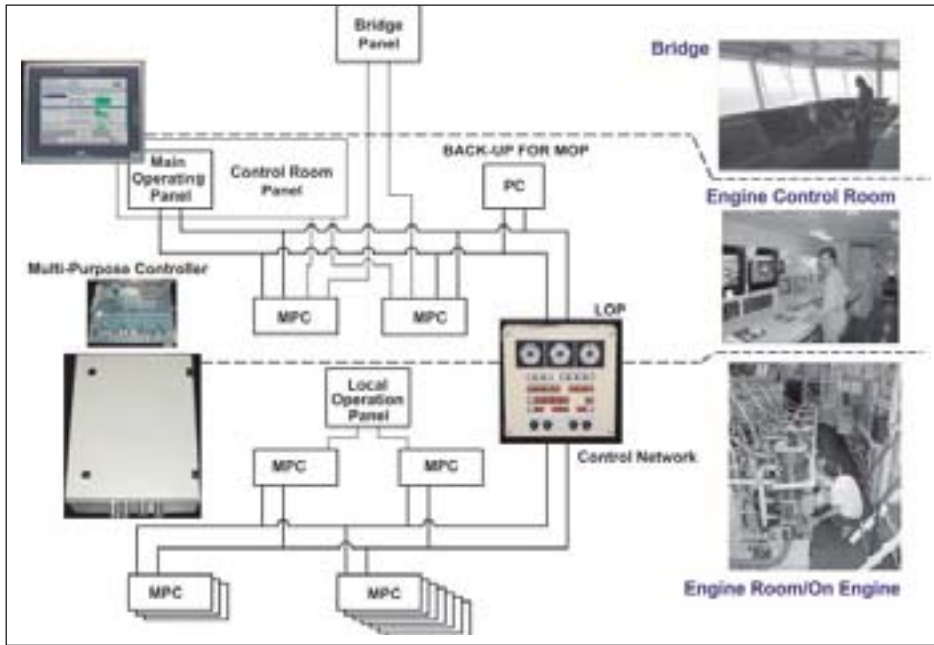 Bridge
Panel
Bridge
Main
Operating
Panel
Control Room
Panel
BACK-UP FOR MOP
PC
Engine Control Room
Multi-Purpose Controller
MPC
MPC
LOP
Local
Operation
Panel
MPC
MPC
Control Network
MPC
MPC
Engine Room/On Engine